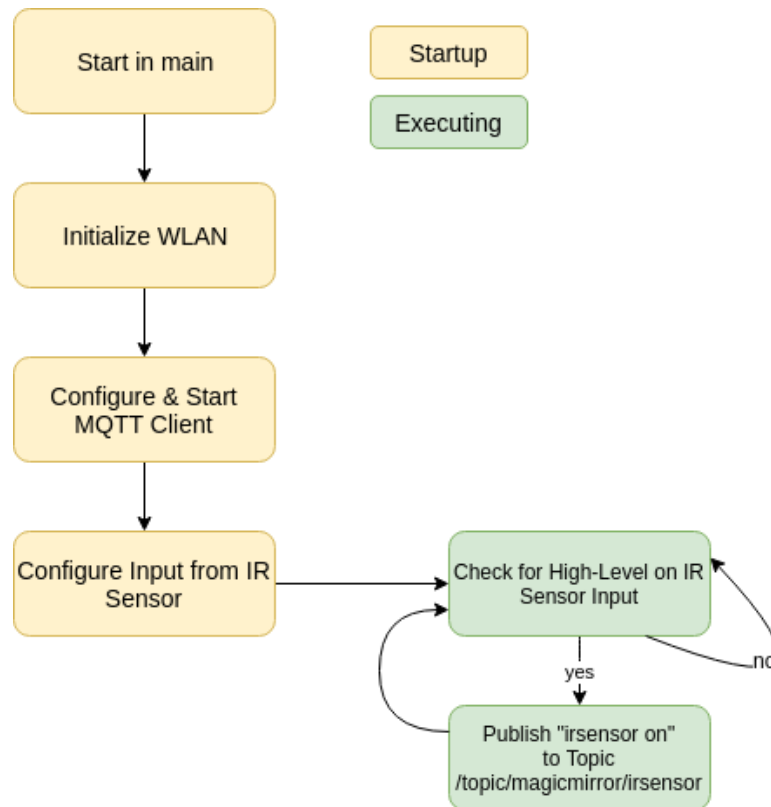 Start in main
Startup
Executing
Initialize WLAN
Configure & Start
MQTT Client
Configure Input from IR
Sensor
Check for High-Level on IR
Sensor Input
no
yes
Publish "irsensor on"
to Topic
/topic/magicmirror/irsensor